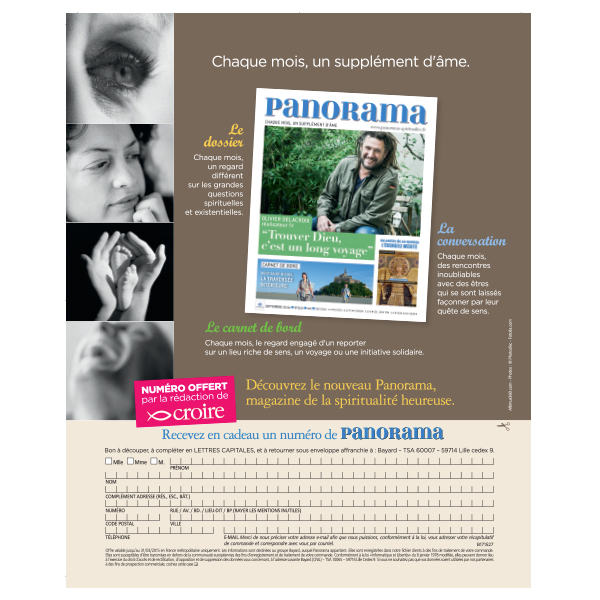 Chaque mois, un supplément d'âme.
PANORAMA
CHAQUE MOIS, UN SUPPLÉMENT D'ÂME
www.panorama-spirituelle.fr
Le
dossier
Chaque mois,
un regard
différent
sur les grandes
questions
spirituelles
et existentielles.
OLIVIER DELACROIX
"Trouver Dieu,
c'est un long voyage"
CARNET DE BORD
LA TRAVERSÉE
INTÉRIEURE
La
conversation
Chaque mois,
des rencontres
inoubliables
avec des êtres
qui se sont laissés
façonner par leur
quête de sens.
Le carnet de bord
Chaque mois, le regard engagé d'un reporter
sur un lieu riche de sens, un voyage ou une initiative solidaire.
NUMÉRO OFFERT
par la rédaction de
croire
Découvrez le nouveau Panorama,
magazine de la spiritualité heureuse.
Recevez en cadeau un numéro de PANORAMA
Bon à découper, à compléter en LETTRES CAPITALES, et à retourner sous enveloppe affranchie à : Bayard - TSA 60007 - 59714 Lille cedex 9.
Mlle Mme M.
PRÉNOM
NOM
COMPLÉMENT ADRESSE (RÉS., ESC., BÂT.)
NUMÉRO RUE / AV. / BD. / LIEU-DIT / BP (RAYER LES MENTIONS INUTILES)
CODE POSTAL VILLE
TÉLÉPHONE E-MAIL. Merci de nous préciser votre adresse e-mail afin que nous puissions, conformément à la loi, vous adresser votre récapitulatif
de commande et correspondre avec vous par courriel.